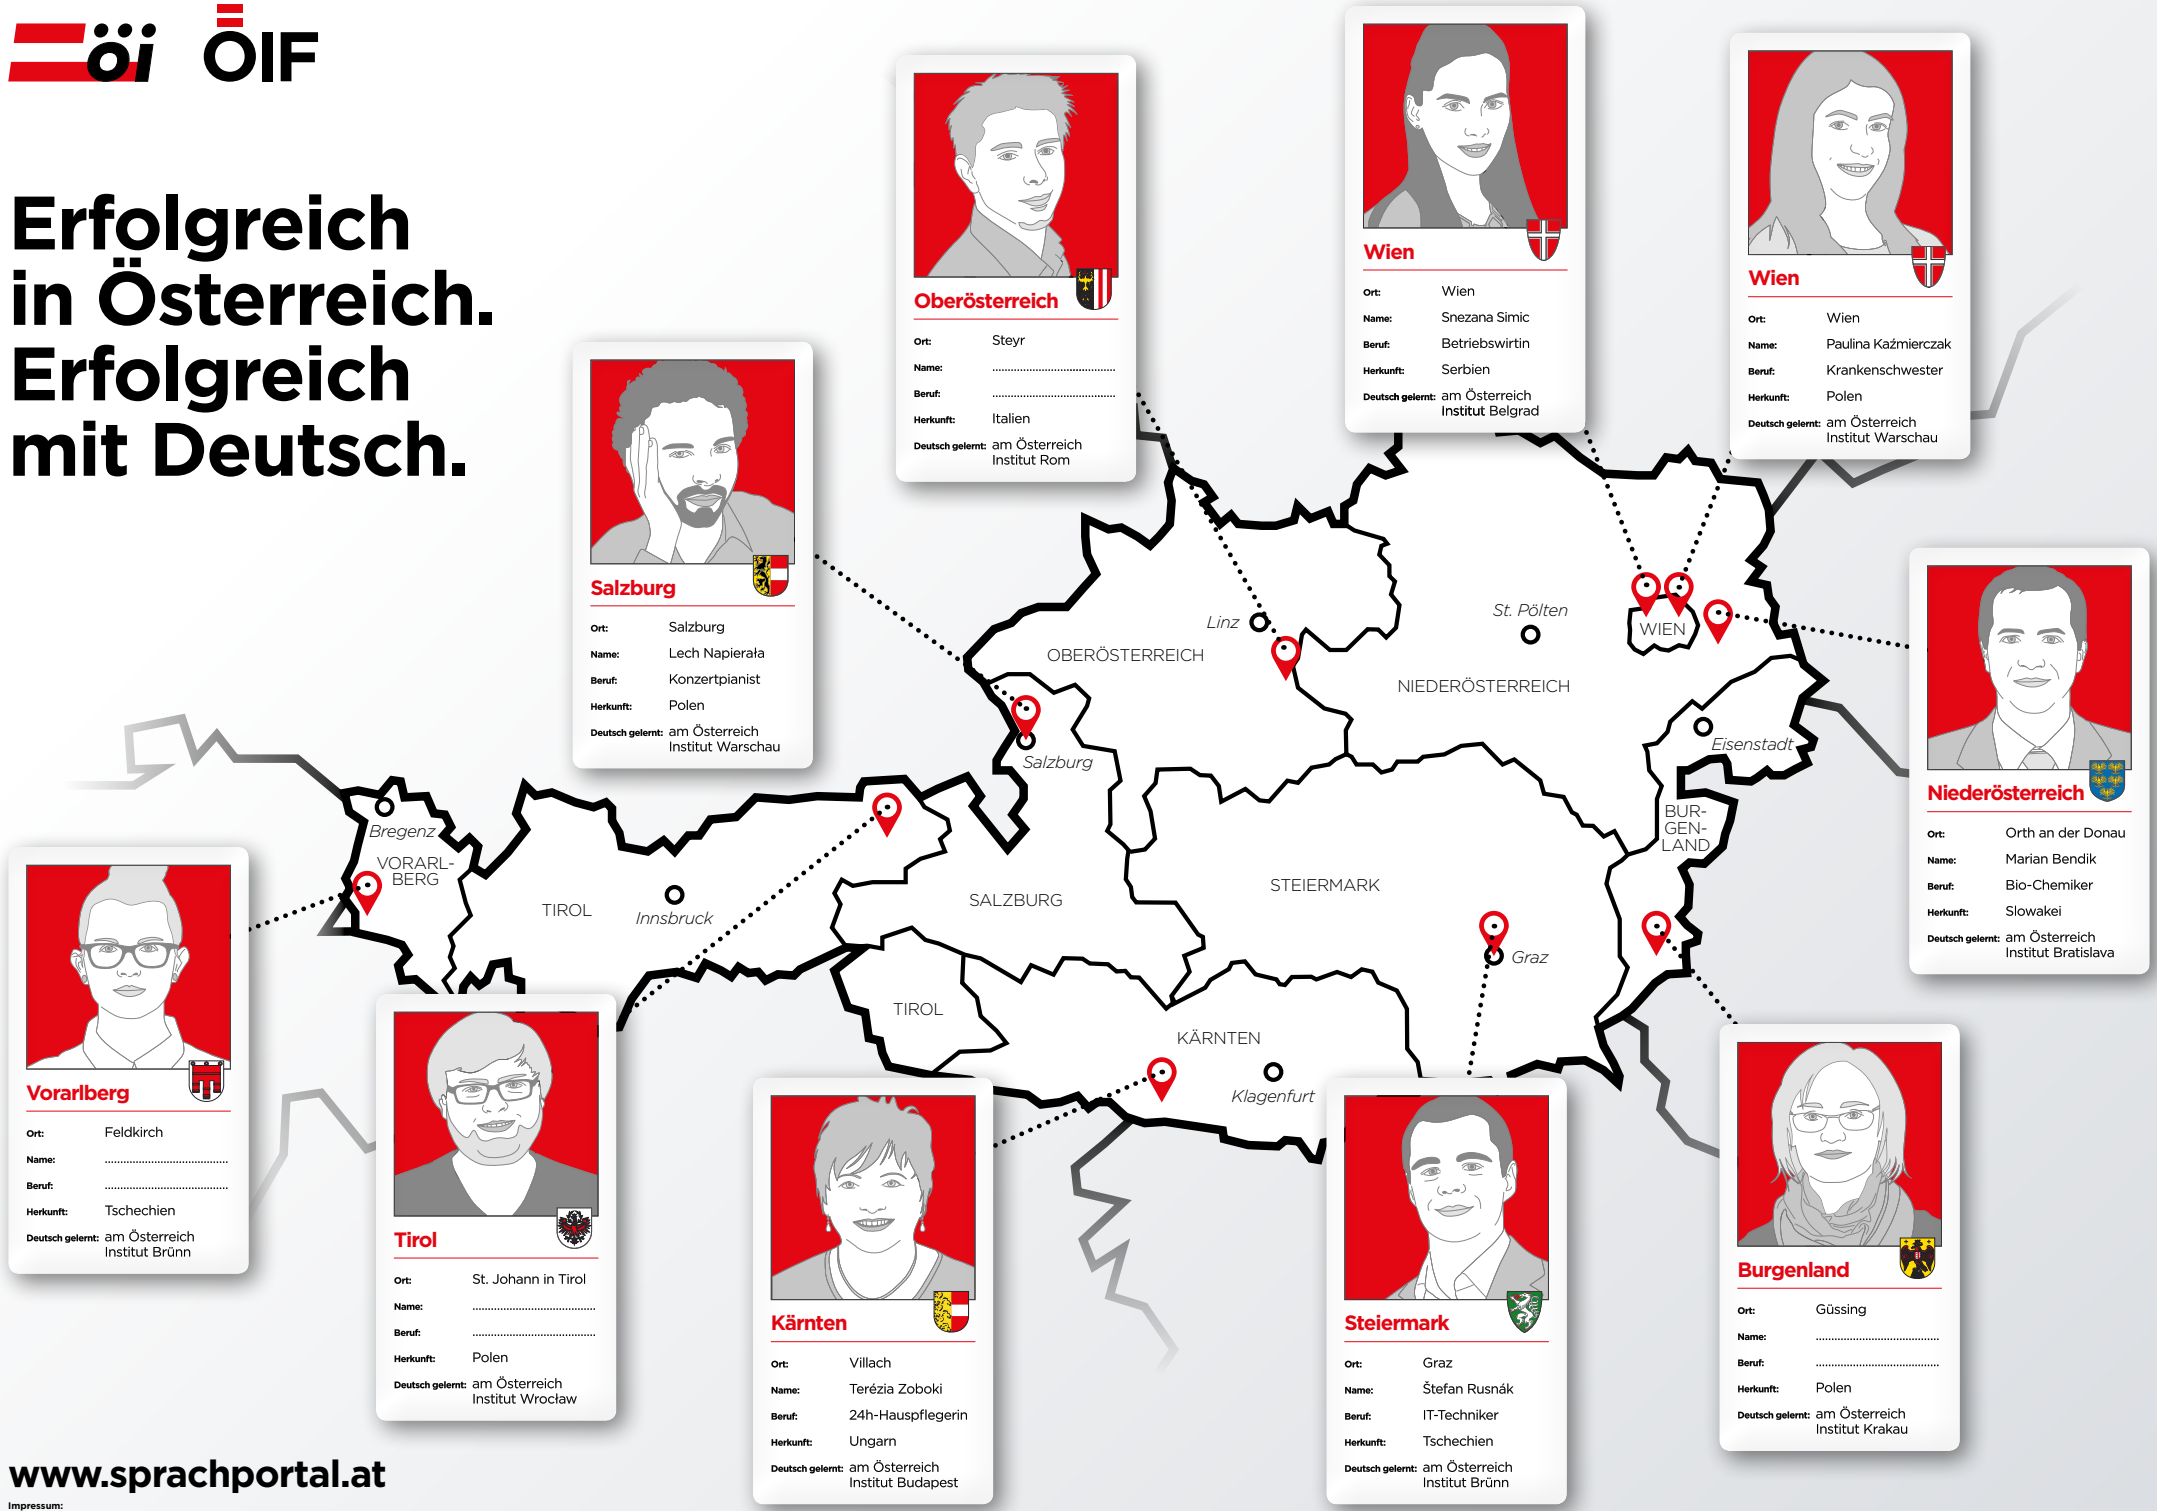 öi ÖIF
Erfolgreich
in Österreich.
Erfolgreich
mit Deutsch.
Oberösterreich
Ort: Steyr
Name: ........................................
Beruf: ........................................
Herkunft: Italien
Deutsch gelernt: am Österreich
Institut Rom
Wien
Ort: Wien
Name: Snezana Simic
Beruf: Betriebswirtin
Herkunft: Serbien
Deutsch gelernt: am Österreich
Institut Belgrad
Wien
Ort: Wien
Name: Paulina Kaźmierczak
Beruf: Krankenschwester
Herkunft: Polen
Deutsch gelernt: am Österreich
Institut Warschau
Salzburg
Ort: Salzburg
Name: Lech Napierała
Beruf: Konzertpianist
Herkunft: Polen
Deutsch gelernt: am Österreich
Institut Warschau
Niederösterreich
Ort: Orth an der Donau
Name: Marian Bendik
Beruf: Bio-Chemiker
Herkunft: Slowakei
Deutsch gelernt: am Österreich
Institut Bratislava
Linz
St. Pölten
WIEN
OBERÖSTERREICH
NIEDERÖSTERREICH
Eisenstadt
Salzburg
Bregenz
BUR-
GEN-
LAND
VORARL-
BERG
TIROL
Innsbruck
SALZBURG
STEIERMARK
Graz
TIROL
KÄRNTEN
Klagenfurt
Vorarlberg
Ort: Feldkirch
Name: ........................................
Beruf: ........................................
Herkunft: Tschechien
Deutsch gelernt: am Österreich
Institut Brünn
Tirol
Ort: St. Johann in Tirol
Name: ........................................
Beruf: ........................................
Herkunft: Polen
Deutsch gelernt: am Österreich
Institut Wrocław
Kärnten
Ort: Villach
Name: Terézia Zoboki
Beruf: 24h-Hauspflegerin
Herkunft: Ungarn
Deutsch gelernt: am Österreich
Institut Budapest
Steiermark
Ort: Graz
Name: Štefan Rusnák
Beruf: IT-Techniker
Herkunft: Tschechien
Deutsch gelernt: am Österreich
Institut Brünn
Burgenland
Ort: Güssing
Name: ........................................
Beruf: ........................................
Herkunft: Polen
Deutsch gelernt: am Österreich
Institut Krakau
www.sprachportal.at
Impressum: